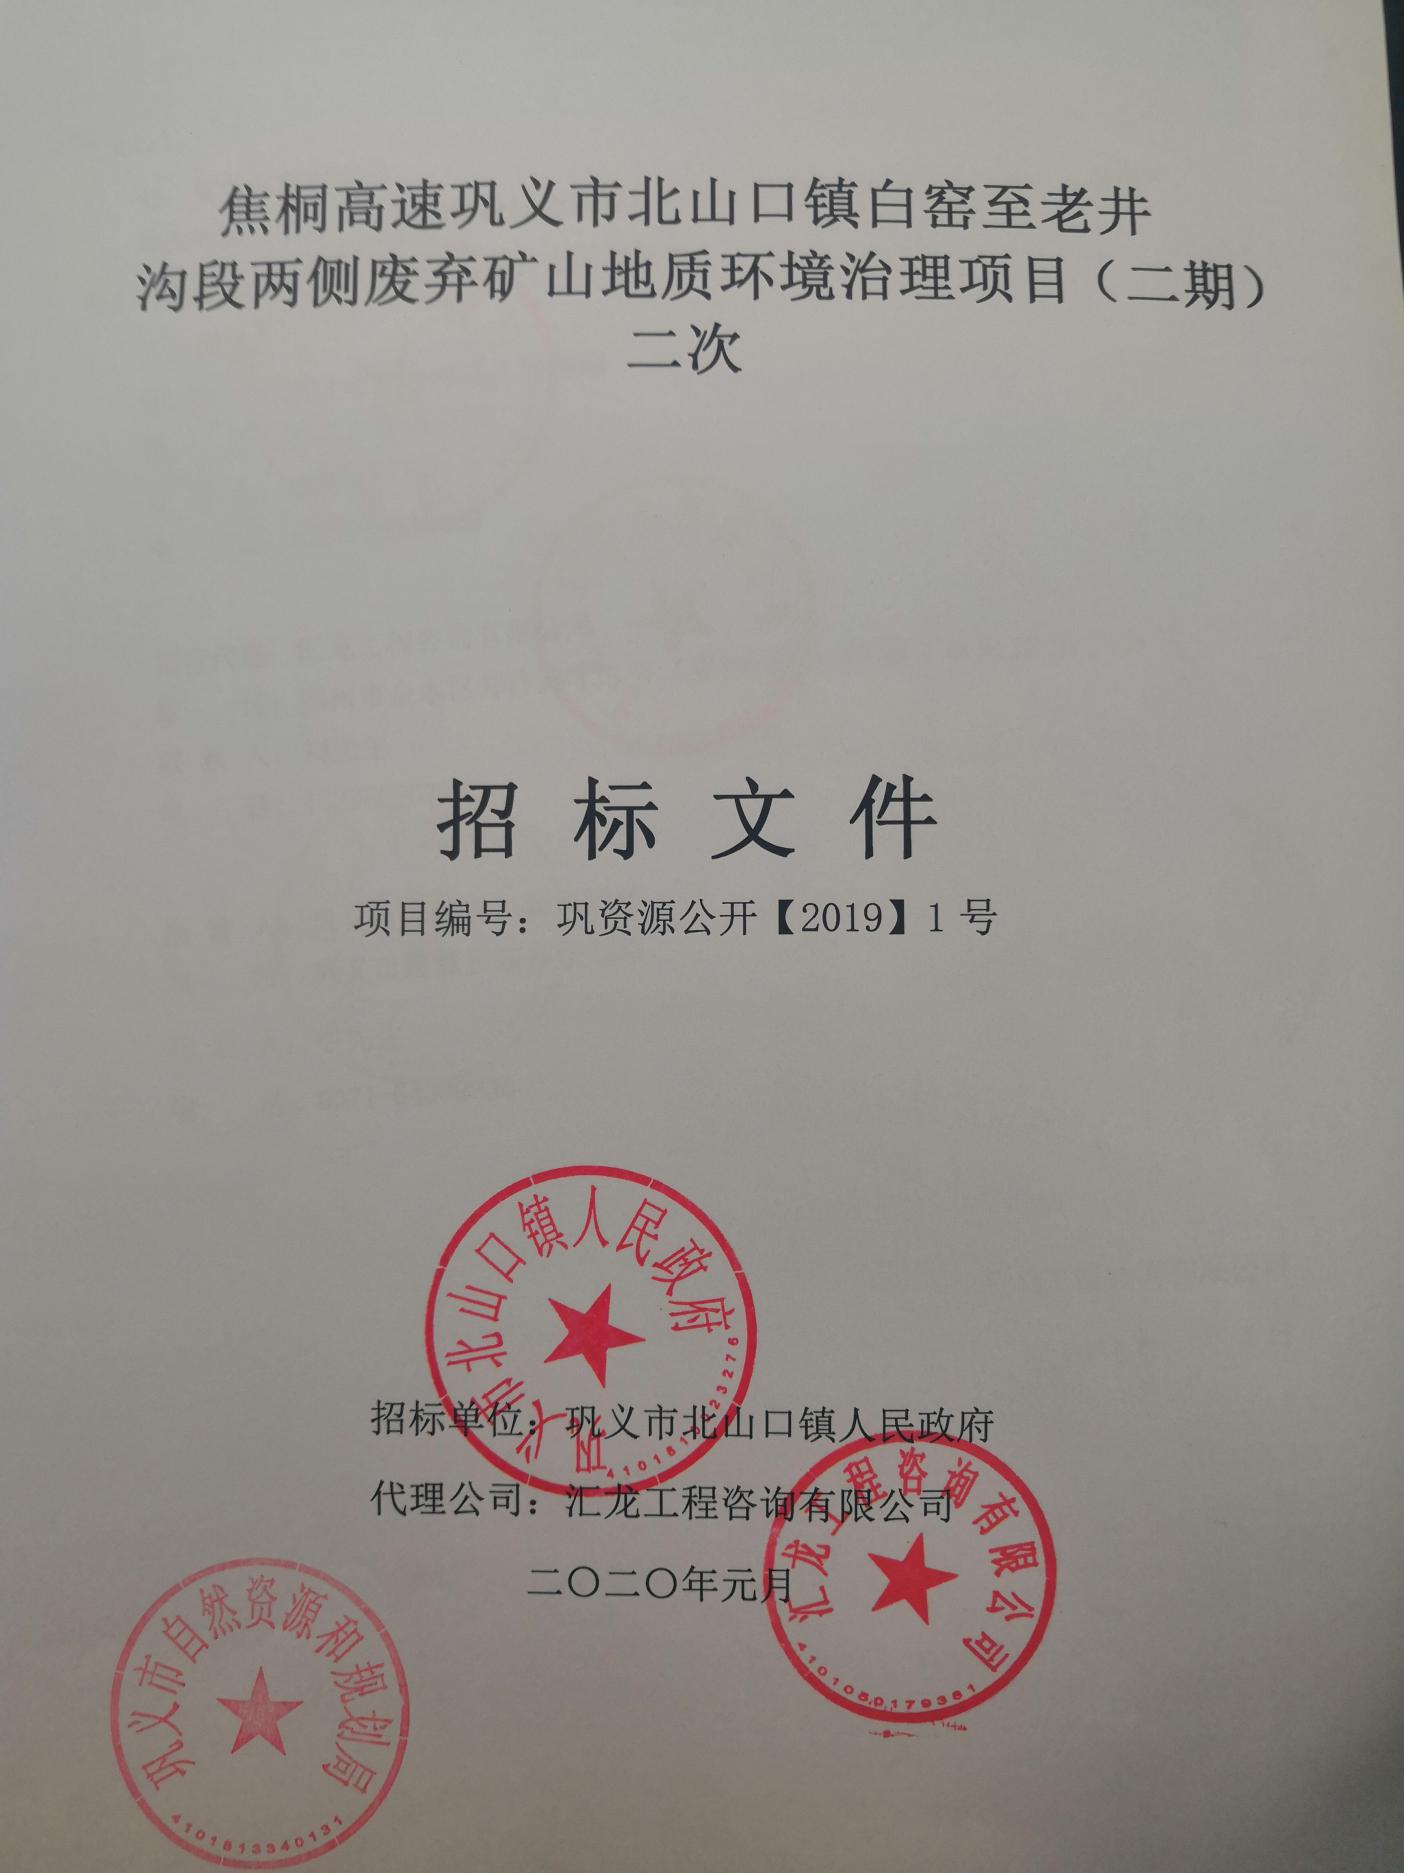 焦桐高速巩义市北山口镇白窑至老井
沟段两侧废弃矿山地质环境治理项目（二期）
二次
招标文件
项目编号：巩资源公开【2019】1号
巩义市北山口镇人民政府
招标单位：巩义市北山口镇人民政府
代理公司：汇龙工程咨询有限公司
二〇二〇年元月
汇龙工程咨询有限公司
4101080179381
巩义市自然资源和规划局
4101813340131